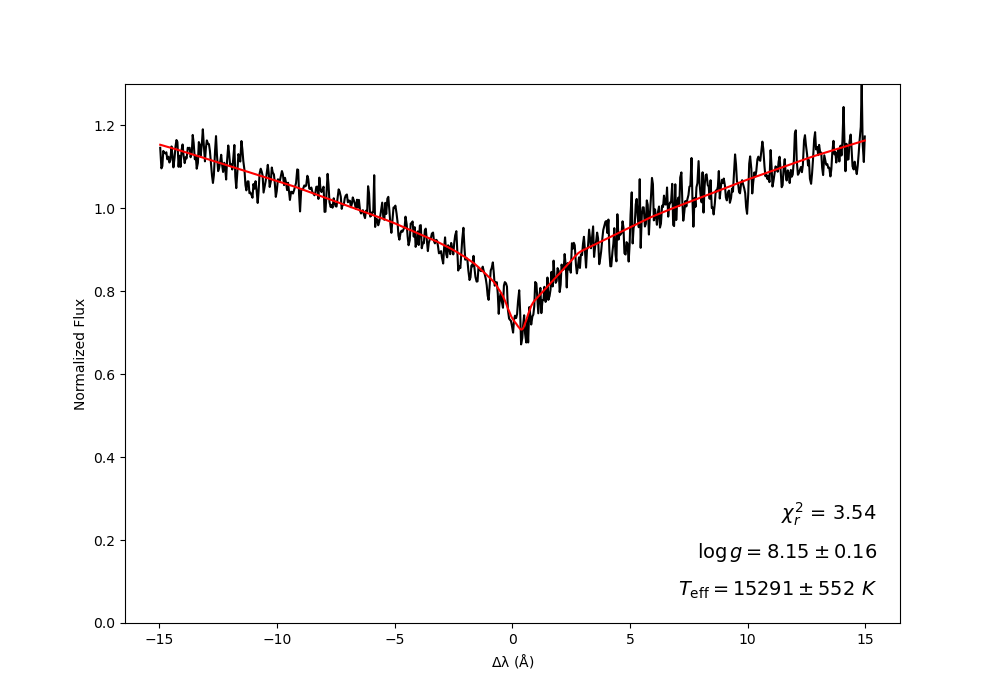 Normalized Flux
1.2
1.0
0.8
0.6
0.4
0.2
0.0
χ²ᵣ = 3.54
log g = 8.15 ± 0.16
T_eff = 15291 ± 552 K
−15 −10 −5 0 5 10 15
Δλ (Å)